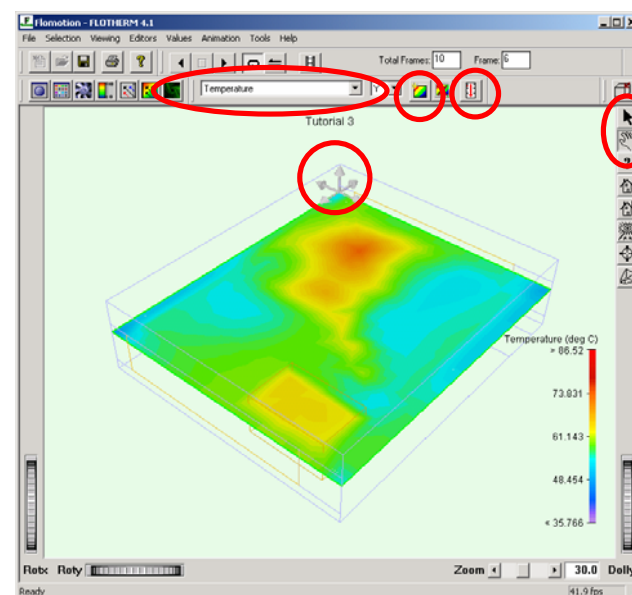 Flomotion - FLOTHERM 4.1
File Selection Viewing Editors Values Animation Tools Help
Total Frames: 10 Frame: 6
Temperature Y
Tutorial 3
Temperature (deg C)
> 86.52
73.831
61.143
48.454
< 35.766
Rotx Roty Zoom 30.0 Dolly
Ready 41.9 fps